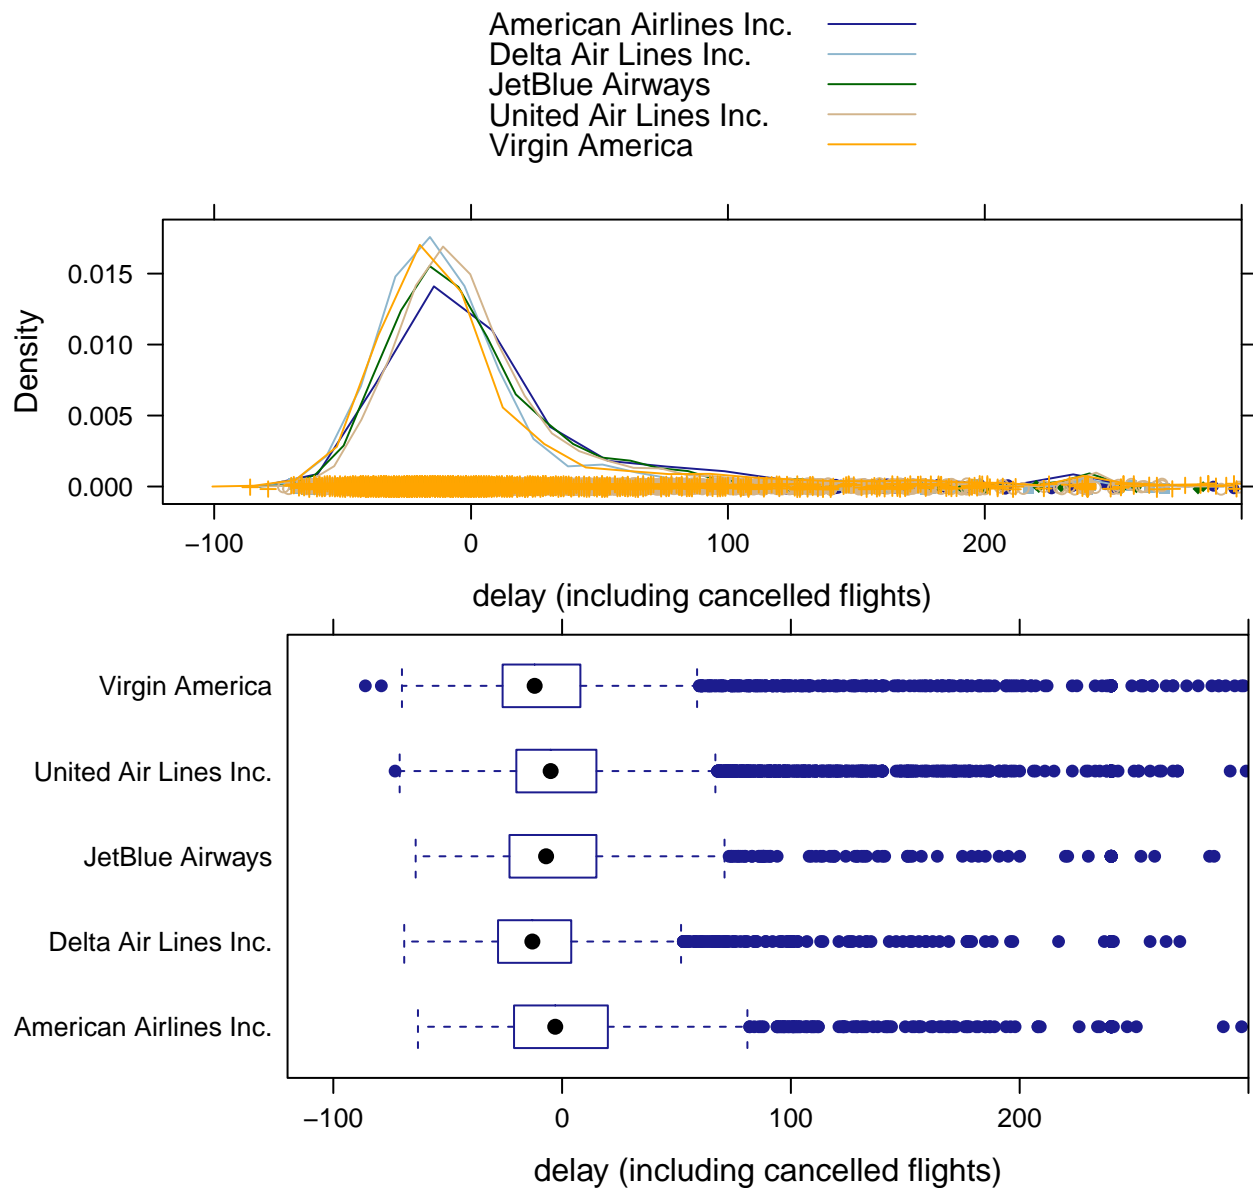 American Airlines Inc.
Delta Air Lines Inc.
JetBlue Airways
United Air Lines Inc.
Virgin America
Density
0.015
0.010
0.005
0.000
−100 0 100 200
delay (including cancelled flights)
Virgin America
United Air Lines Inc.
JetBlue Airways
Delta Air Lines Inc.
American Airlines Inc.
−100 0 100 200
delay (including cancelled flights)